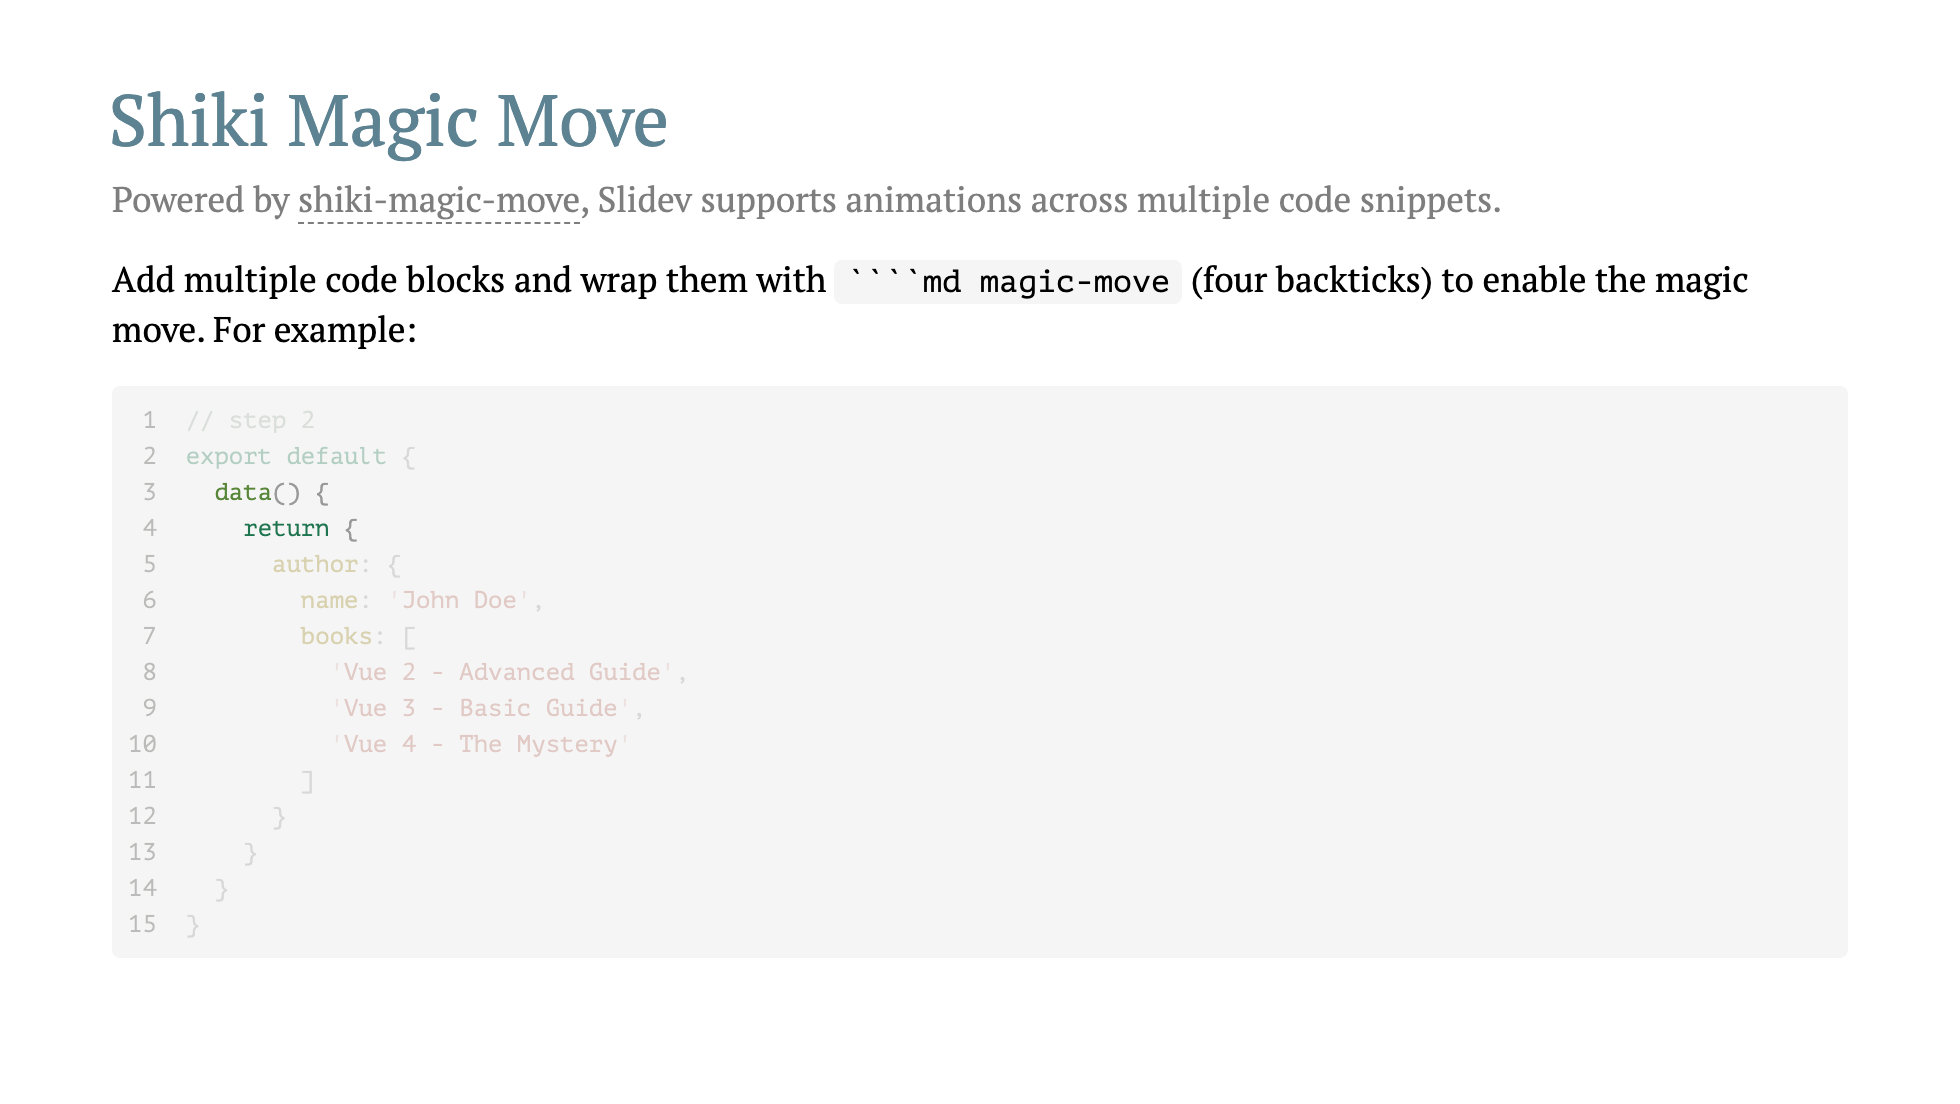 Shiki Magic Move
Powered by shiki-magic-move, Slidev supports animations across multiple code snippets.
Add multiple code blocks and wrap them with ````md magic-move (four backticks) to enable the magic
move. For example:
1 // step 2
2 export default {
3   data() {
4     return {
5       author: {
6         name: 'John Doe',
7         books: [
8           'Vue 2 - Advanced Guide',
9           'Vue 3 - Basic Guide',
10           'Vue 4 - The Mystery'
11         ]
12       }
13     }
14   }
15 }